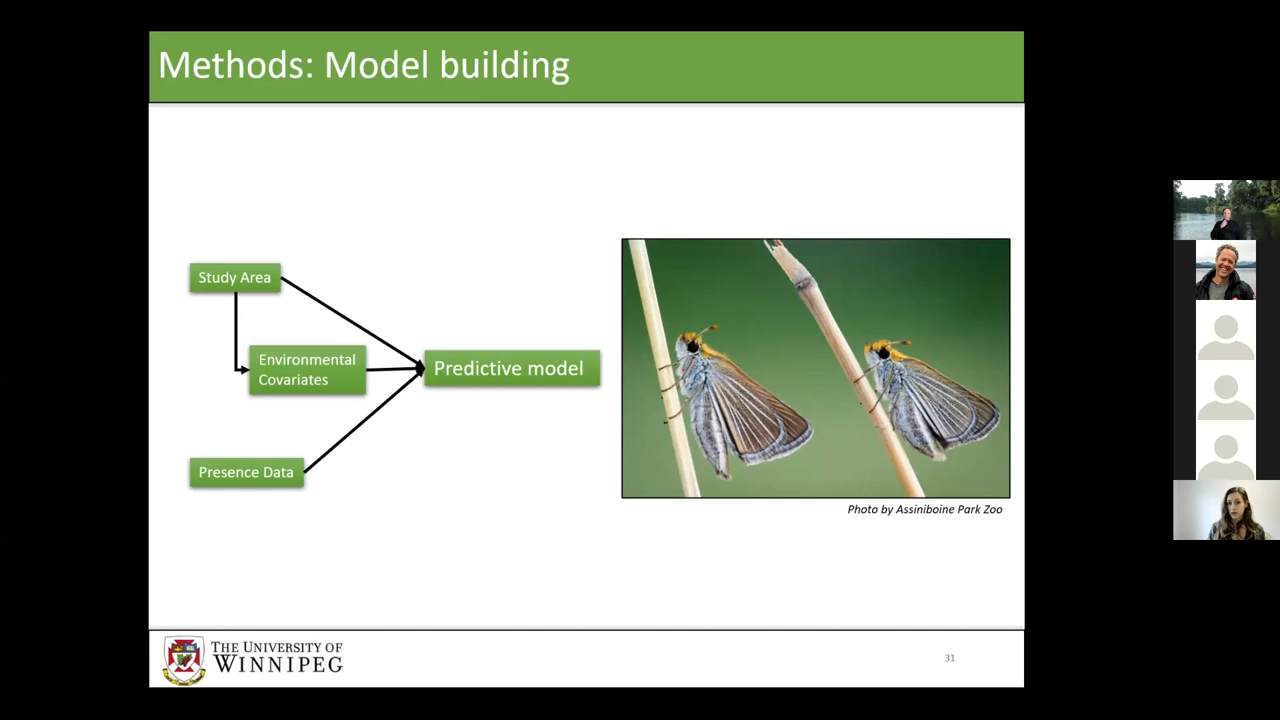 Methods: Model building
Study Area
Environmental
Covariates
Predictive model
Presence Data
Photo by Assiniboine Park Zoo
THE UNIVERSITY OF
WINNIPEG
31